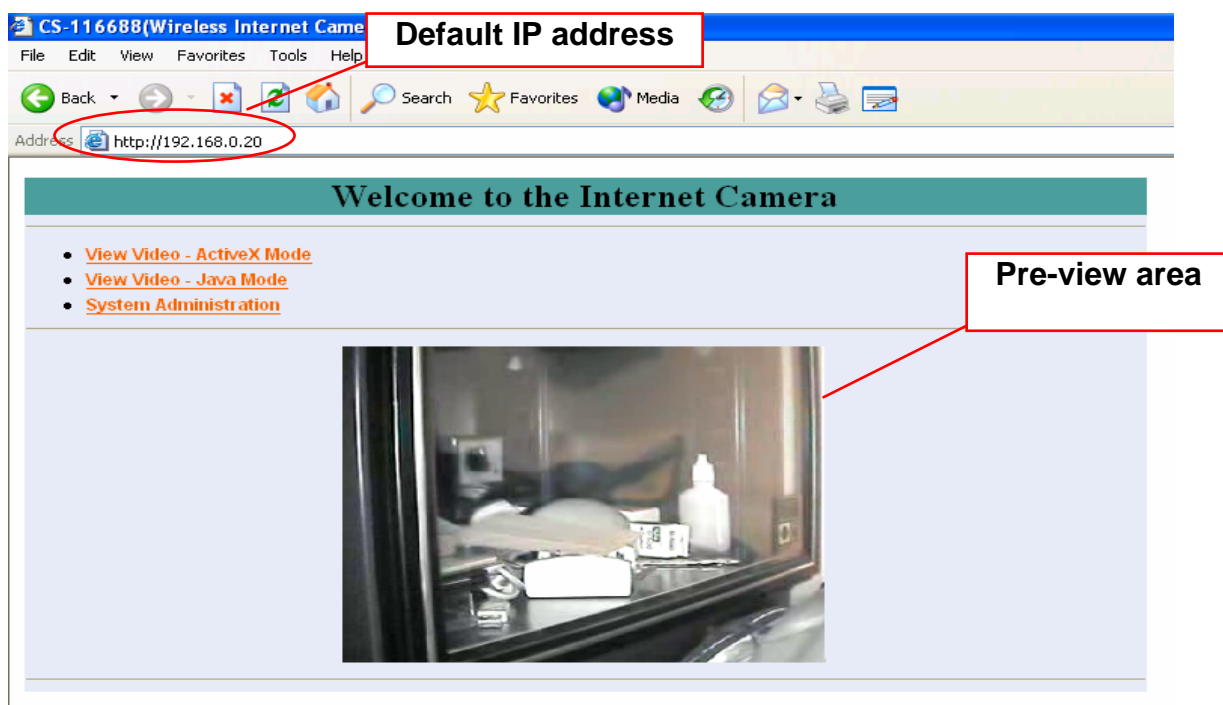 CS-116688(Wireless Internet Came
Default IP address
File Edit View Favorites Tools Help
Back Search Favorites Media
Address http://192.168.0.20
Welcome to the Internet Camera
View Video - ActiveX Mode
View Video - Java Mode
System Administration
Pre-view area